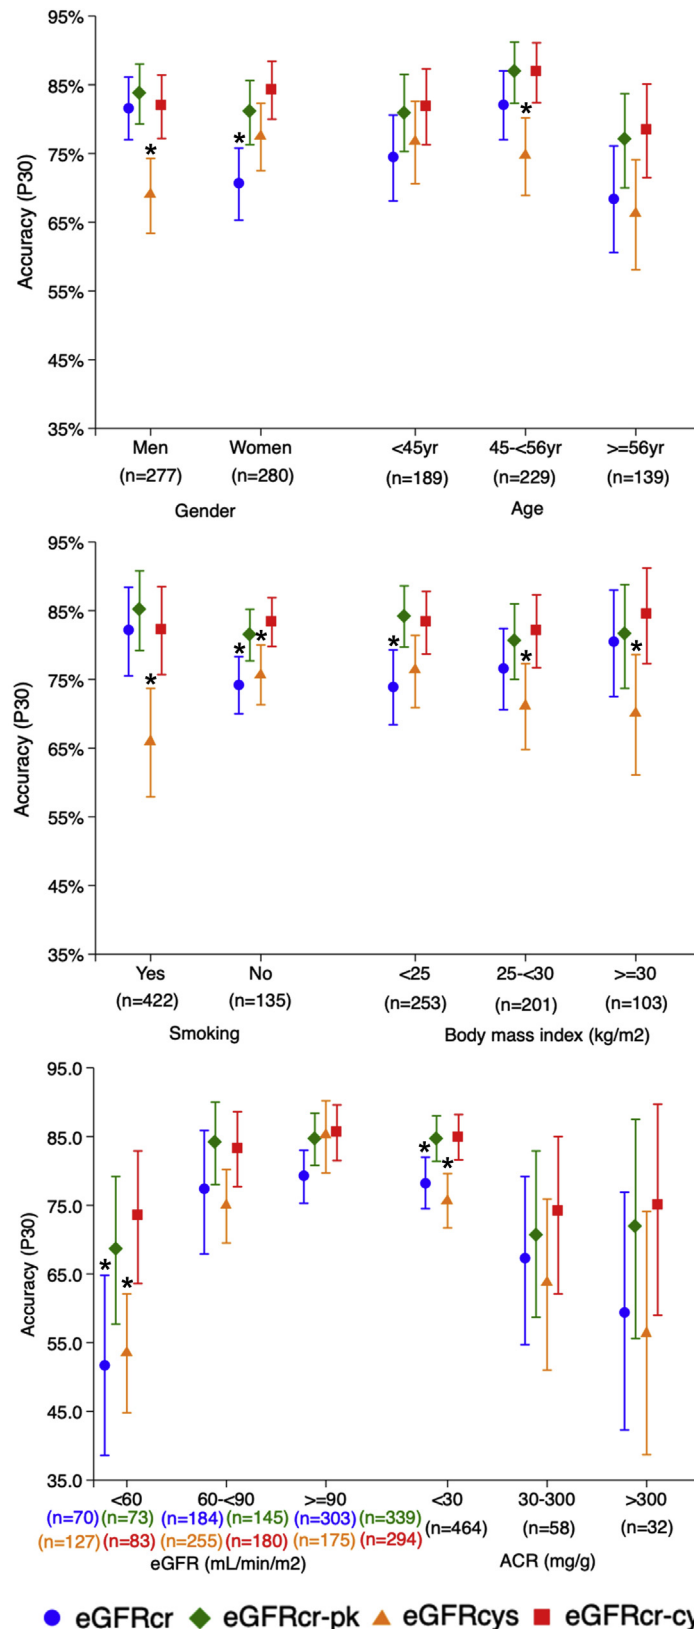 95%
85%
75%
65%
55%
45%
35%
Accuracy (P30)
*
*
*
Men
Women
<45yr
45-<56yr
>=56yr
(n=277)
(n=280)
(n=189)
(n=229)
(n=139)
Gender
Age
95%
85%
75%
65%
55%
45%
35%
Accuracy (P30)
*
*
*
*
*
*
Yes
No
<25
25-<30
>=30
(n=422)
(n=135)
(n=253)
(n=201)
(n=103)
Smoking
Body mass index (kg/m2)
95.0
85.0
75.0
65.0
55.0
45.0
35.0
Accuracy (P30)
*
*
*
*
<60
60-<90
>=90
<30
30-300
>300
(n=70) (n=73) (n=184) (n=145) (n=303) (n=339)
(n=127) (n=83) (n=255) (n=180) (n=175) (n=294)
(n=464)
(n=58)
(n=32)
eGFR (mL/min/m2)
ACR (mg/g)
eGFRcr eGFRcr-pk eGFRcys eGFRcr-cy